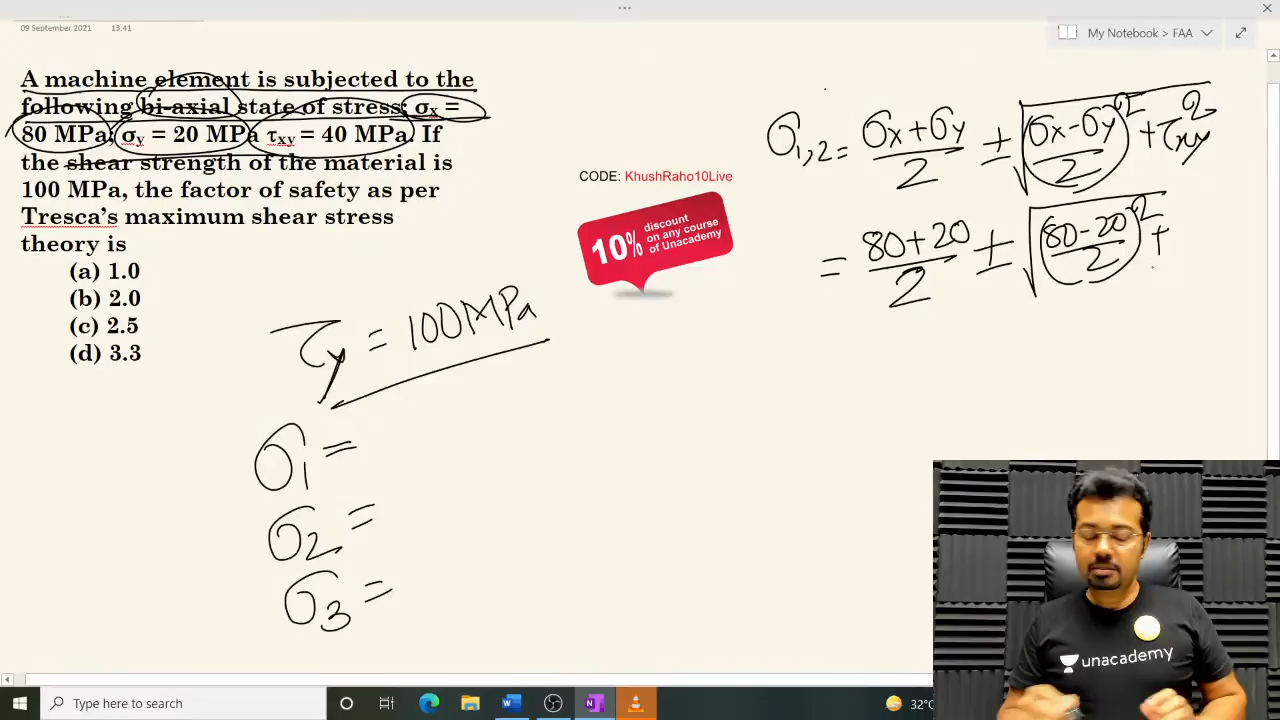 09 September 2021 13:41
My Notebook > FAA
A machine element is subjected to the
following bi-axial state of stress: σx =
80 MPa, σy = 20 MPa τxy = 40 MPa. If
the shear strength of the material is
100 MPa, the factor of safety as per
Tresca's maximum shear stress
theory is
(a) 1.0
(b) 2.0
(c) 2.5
(d) 3.3
CODE: KhushRaho10Live
10% discount
on any course
of Unacademy
σ1,2 = (σx+σy)/2 ± √((σx-σy)/2)^2 + τxy^2
= (80+20)/2 ± √((80-20)/2)^2 +
τy = 100MPa
σ1 =
σ2 =
σ3 =
unacademy
Type here to search
32°C